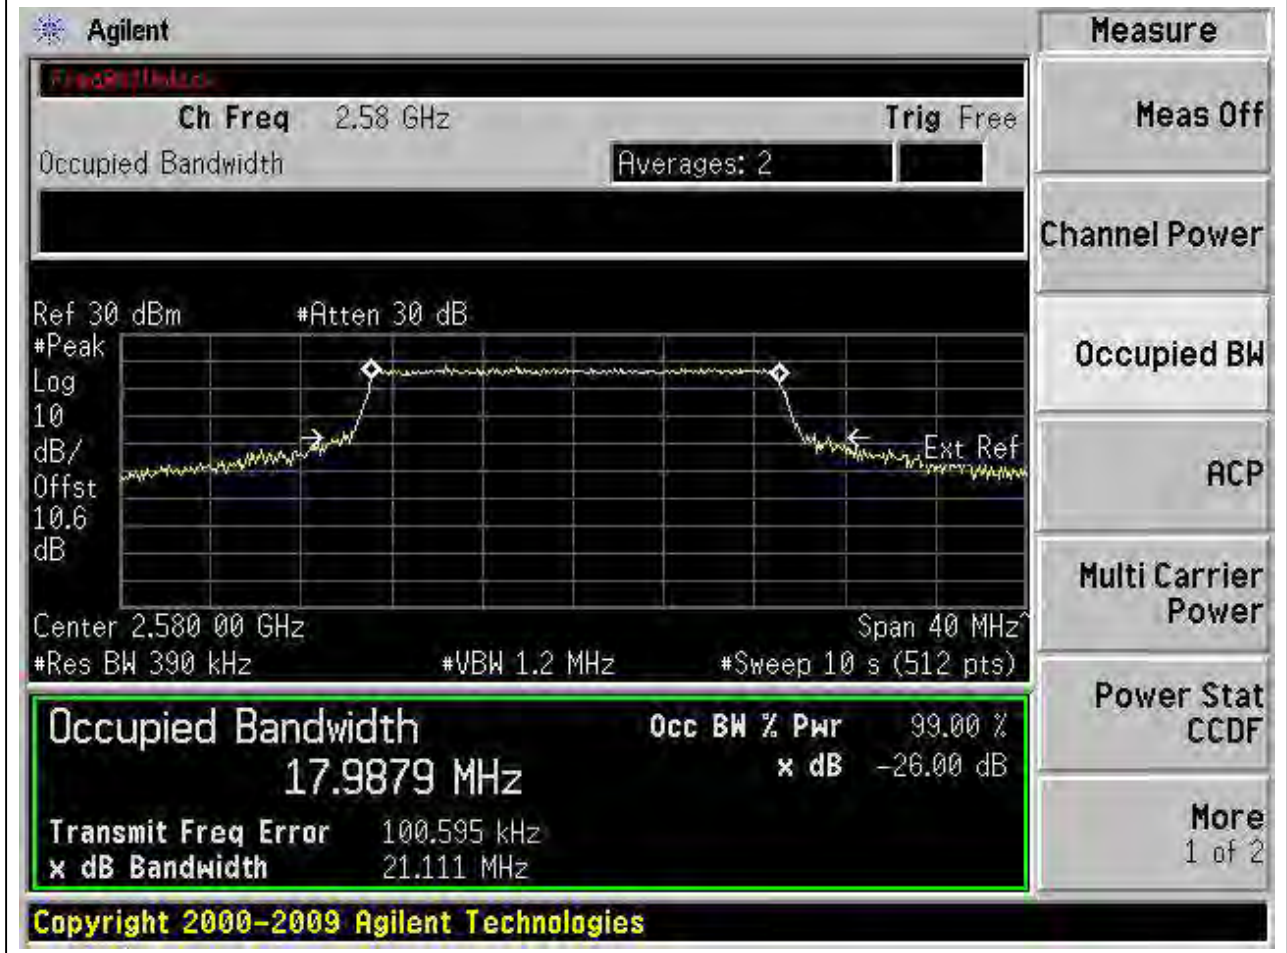 Agilent
Measure
Ch Freq 2.58 GHz Trig Free
Meas Off
Occupied Bandwidth Averages: 2
Channel Power
Ref 30 dBm #Atten 30 dB
#Peak
Log
10
dB/
Offst
10.6
dB
Ext Ref
Occupied BW
ACP
Multi Carrier
Power
Center 2.580 00 GHz Span 40 MHz^
#Res BW 390 kHz #VBW 1.2 MHz #Sweep 10 s (512 pts)
Occupied Bandwidth Occ BW % Pwr 99.00 %
17.9879 MHz x dB -26.00 dB
Transmit Freq Error 100.595 kHz
x dB Bandwidth 21.111 MHz
Power Stat
CCDF
More
1 of 2
Copyright 2000-2009 Agilent Technologies